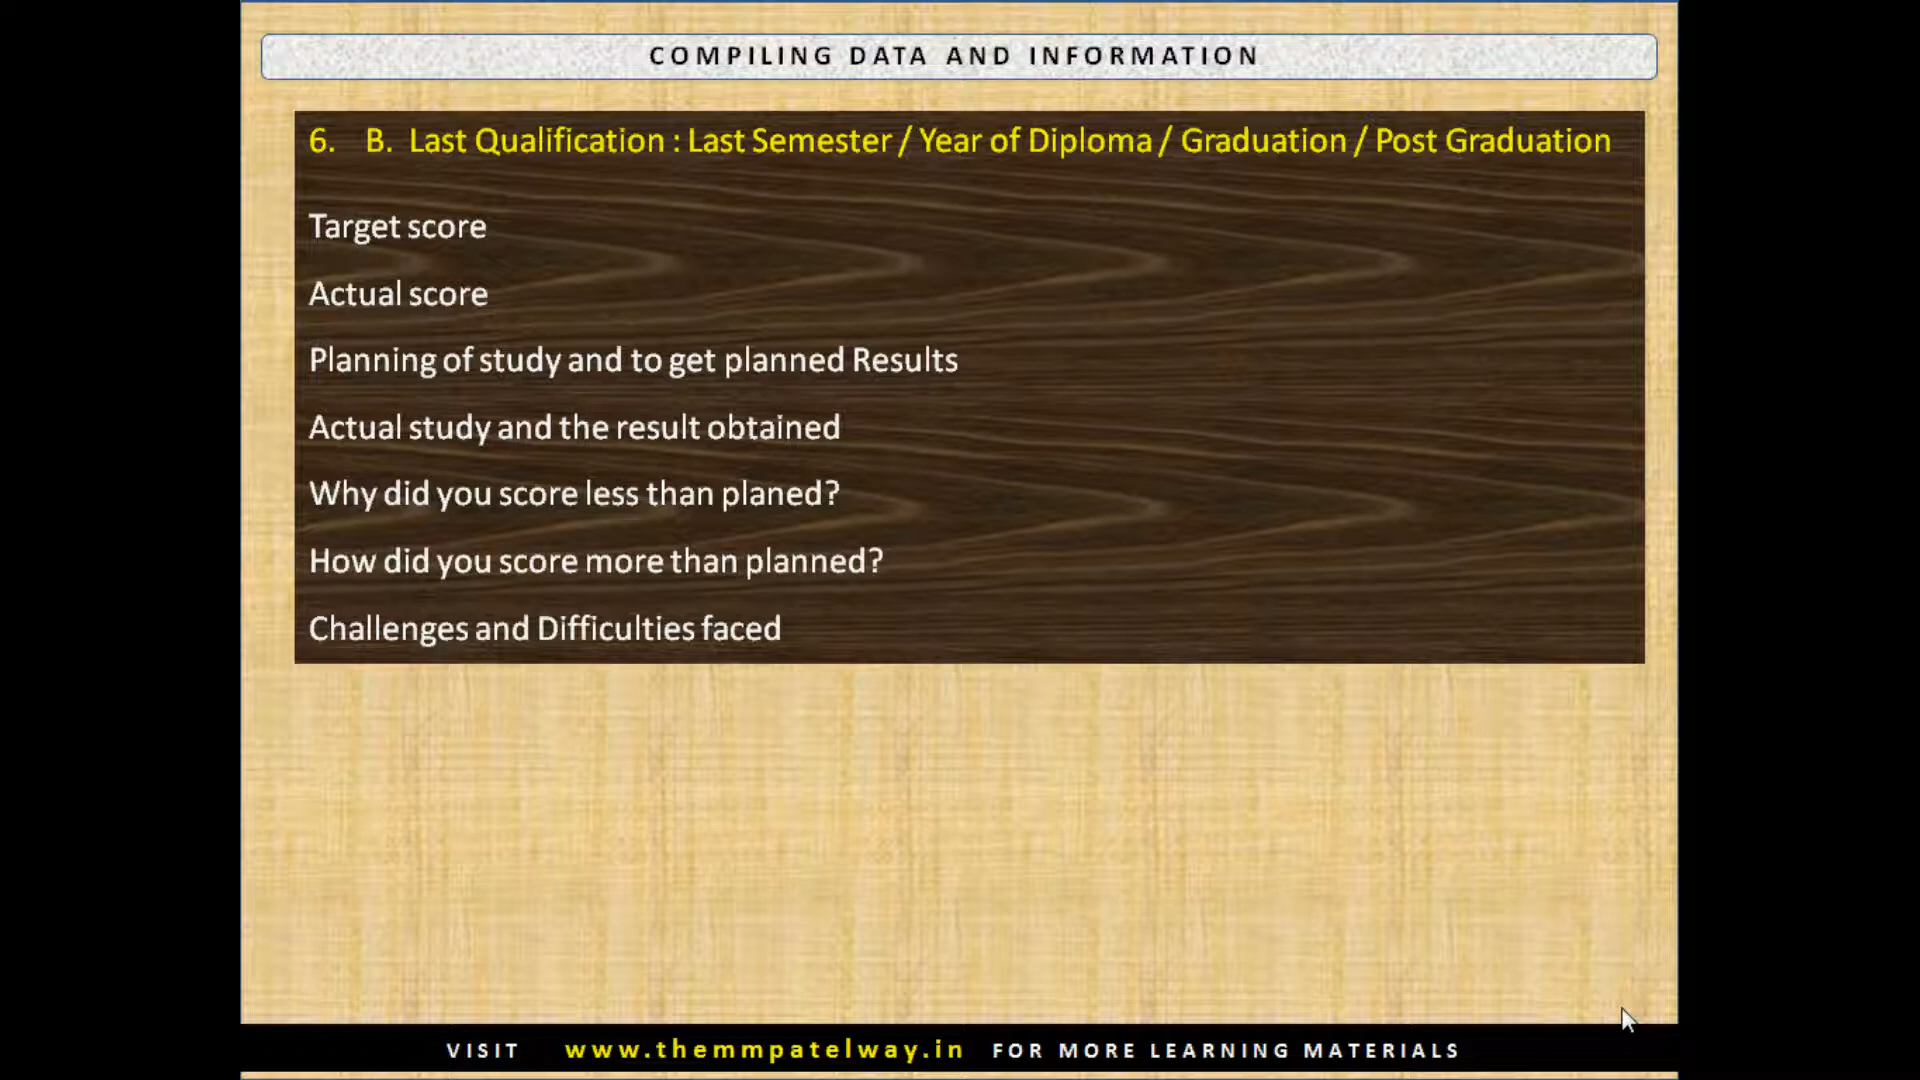 COMPILING DATA AND INFORMATION
6. B. Last Qualification : Last Semester / Year of Diploma / Graduation / Post Graduation
Target score
Actual score
Planning of study and to get planned Results
Actual study and the result obtained
Why did you score less than planed?
How did you score more than planned?
Challenges and Difficulties faced
VISIT www.themmpatelway.in FOR MORE LEARNING MATERIALS